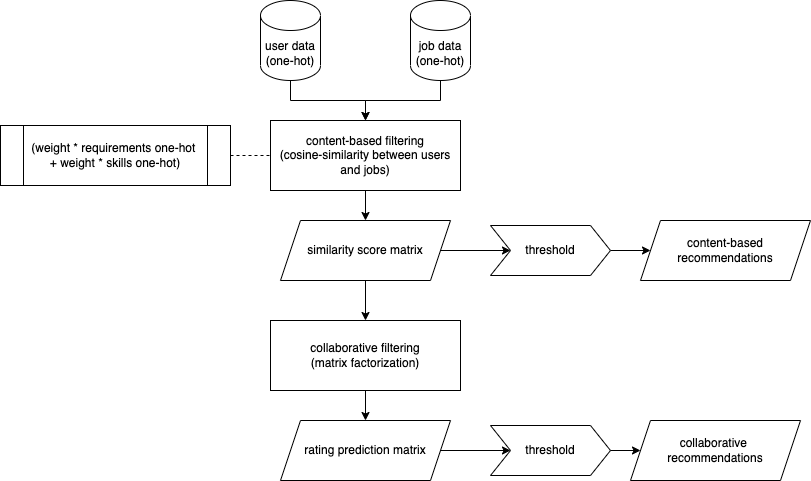 user data
(one-hot)
job data
(one-hot)
(weight * requirements one-hot
+ weight * skills one-hot)
content-based filtering
(cosine-similarity between users
and jobs)
similarity score matrix
threshold
content-based
recommendations
collaborative filtering
(matrix factorization)
rating prediction matrix
threshold
collaborative
recommendations